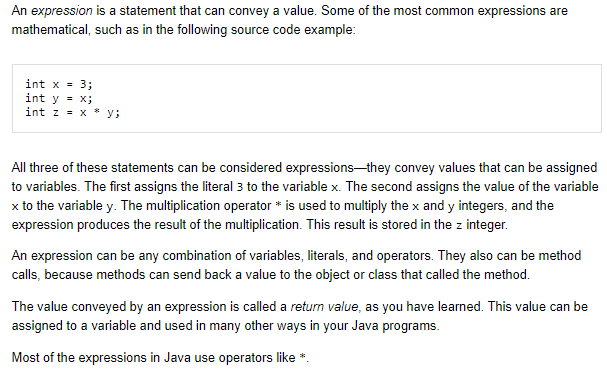 An expression is a statement that can convey a value. Some of the most common expressions are
mathematical, such as in the following source code example:
int x = 3;
int y = x;
int z = x * y;
All three of these statements can be considered expressions—they convey values that can be assigned
to variables. The first assigns the literal 3 to the variable x. The second assigns the value of the variable
x to the variable y. The multiplication operator * is used to multiply the x and y integers, and the
expression produces the result of the multiplication. This result is stored in the z integer.
An expression can be any combination of variables, literals, and operators. They also can be method
calls, because methods can send back a value to the object or class that called the method.
The value conveyed by an expression is called a return value, as you have learned. This value can be
assigned to a variable and used in many other ways in your Java programs.
Most of the expressions in Java use operators like *.